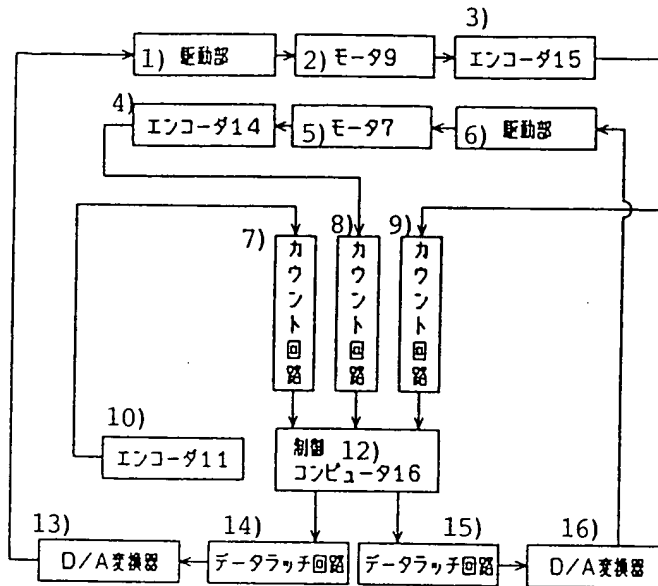 3)
1) 駆動部
2) モータ9
エンコーダ15
4)
エンコーダ14
5) モータ7
6) 駆動部
7) カウント回路
8) カウント回路
9) カウント回路
10)
エンコーダ11
制御 12)
コンピュータ16
13)
14)
15)
16)
D/A変換器
データラッチ回路
データラッチ回路
D/A変換器